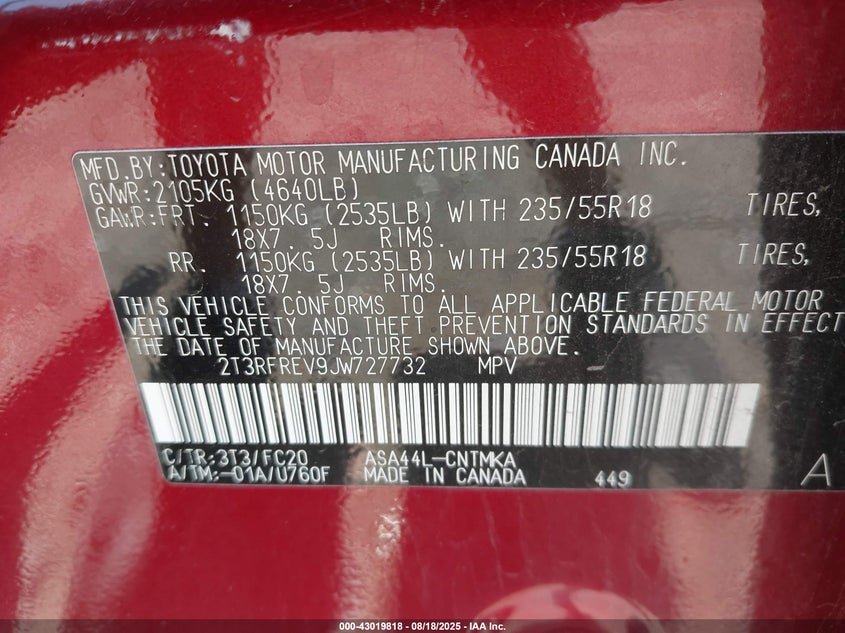 MFD.BY:TOYOTA MOTOR MANUFACTURING CANADA INC.
GVWR:2105KG (4640LB)
GAWR:FRT. 1150KG (2535LB) WITH 235/55R18 TIRES,
18X7. 5J RIMS.
RR. 1150KG (2535LB) WITH 235/55R18 TIRES,
18X7. 5J RIMS.
THIS VEHICLE CONFORMS TO ALL APPLICABLE FEDERAL MOTOR
VEHICLE SAFETY AND THEFT PREVENTION STANDARDS IN EFFECT
THE DATE OF MANUFACTURE SHOWN ABOVE.
2T3RFREV9JW727732 MPV
C/TR:3T3/FC20 ASA44L-CNTMKA
A/TM:-01A/U760F MADE IN CANADA 449 A
000-43019818 - 08/18/2025 - IAA Inc.